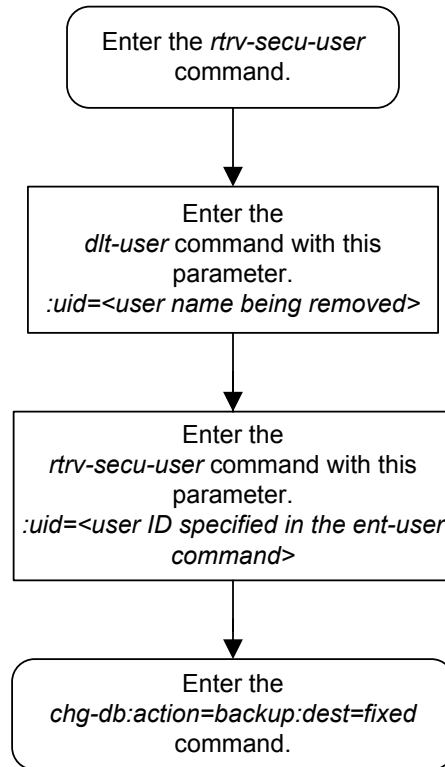 Enter the rtrv-secu-user
command.
Enter the
dlt-user command with this
parameter.
:uid=<user name being removed>
Enter the
rtrv-secu-user command with this
parameter.
:uid=<user ID specified in the ent-user
command>
Enter the
chg-db:action=backup:dest=fixed
command.